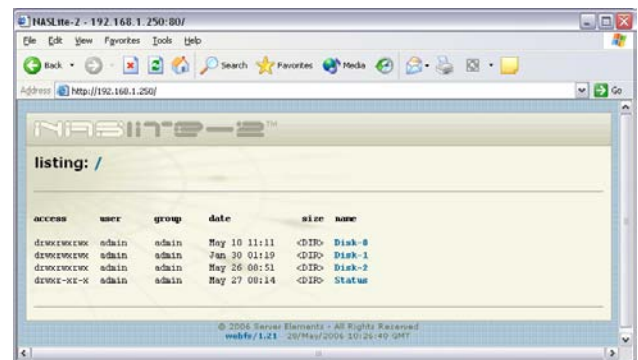 NASLite-2 - 192.168.1.250:80/
File Edit View Favorites Tools Help
Back Search Favorites Media
Address http://192.168.1.250/ Go
NASLite-2™
listing: /
access user group date size name
drwxrwxrwx admin admin May 10 11:11 <DIR> Disk-0
drwxrwxrwx admin admin Jan 30 01:19 <DIR> Disk-1
drwxrwxrwx admin admin May 26 08:51 <DIR> Disk-2
drwxr-xr-x admin admin May 27 08:14 <DIR> Status
© 2006 Server Elements - All Rights Reserved
webfs/1.21 28/May/2006 10:26:40 GMT